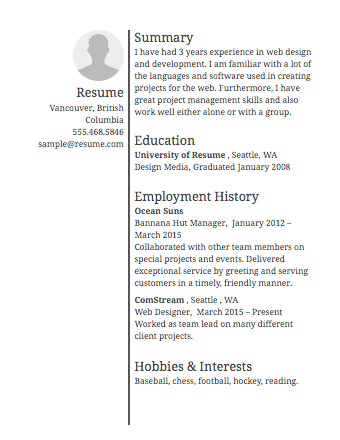 Resume
Vancouver, British
Columbia
555.468.5846
sample@resume.com
Summary
I have had 3 years experience in web design
and development. I am familiar with a lot of
the languages and software used in creating
projects for the web. Furthermore, I have
great project management skills and also
work well either alone or with a group.
Education
University of Resume , Seattle, WA
Design Media, Graduated January 2008
Employment History
Ocean Suns
Bannana Hut Manager,  January 2012 –
March 2015
Collaborated with other team members on
special projects and events. Delivered
exceptional service by greeting and serving
customers in a timely, friendly manner.
ComStream , Seattle , WA
Web Designer,  March 2015 – Present
Worked as team lead on many different
client projects.
Hobbies & Interests
Baseball, chess, football, hockey, reading.